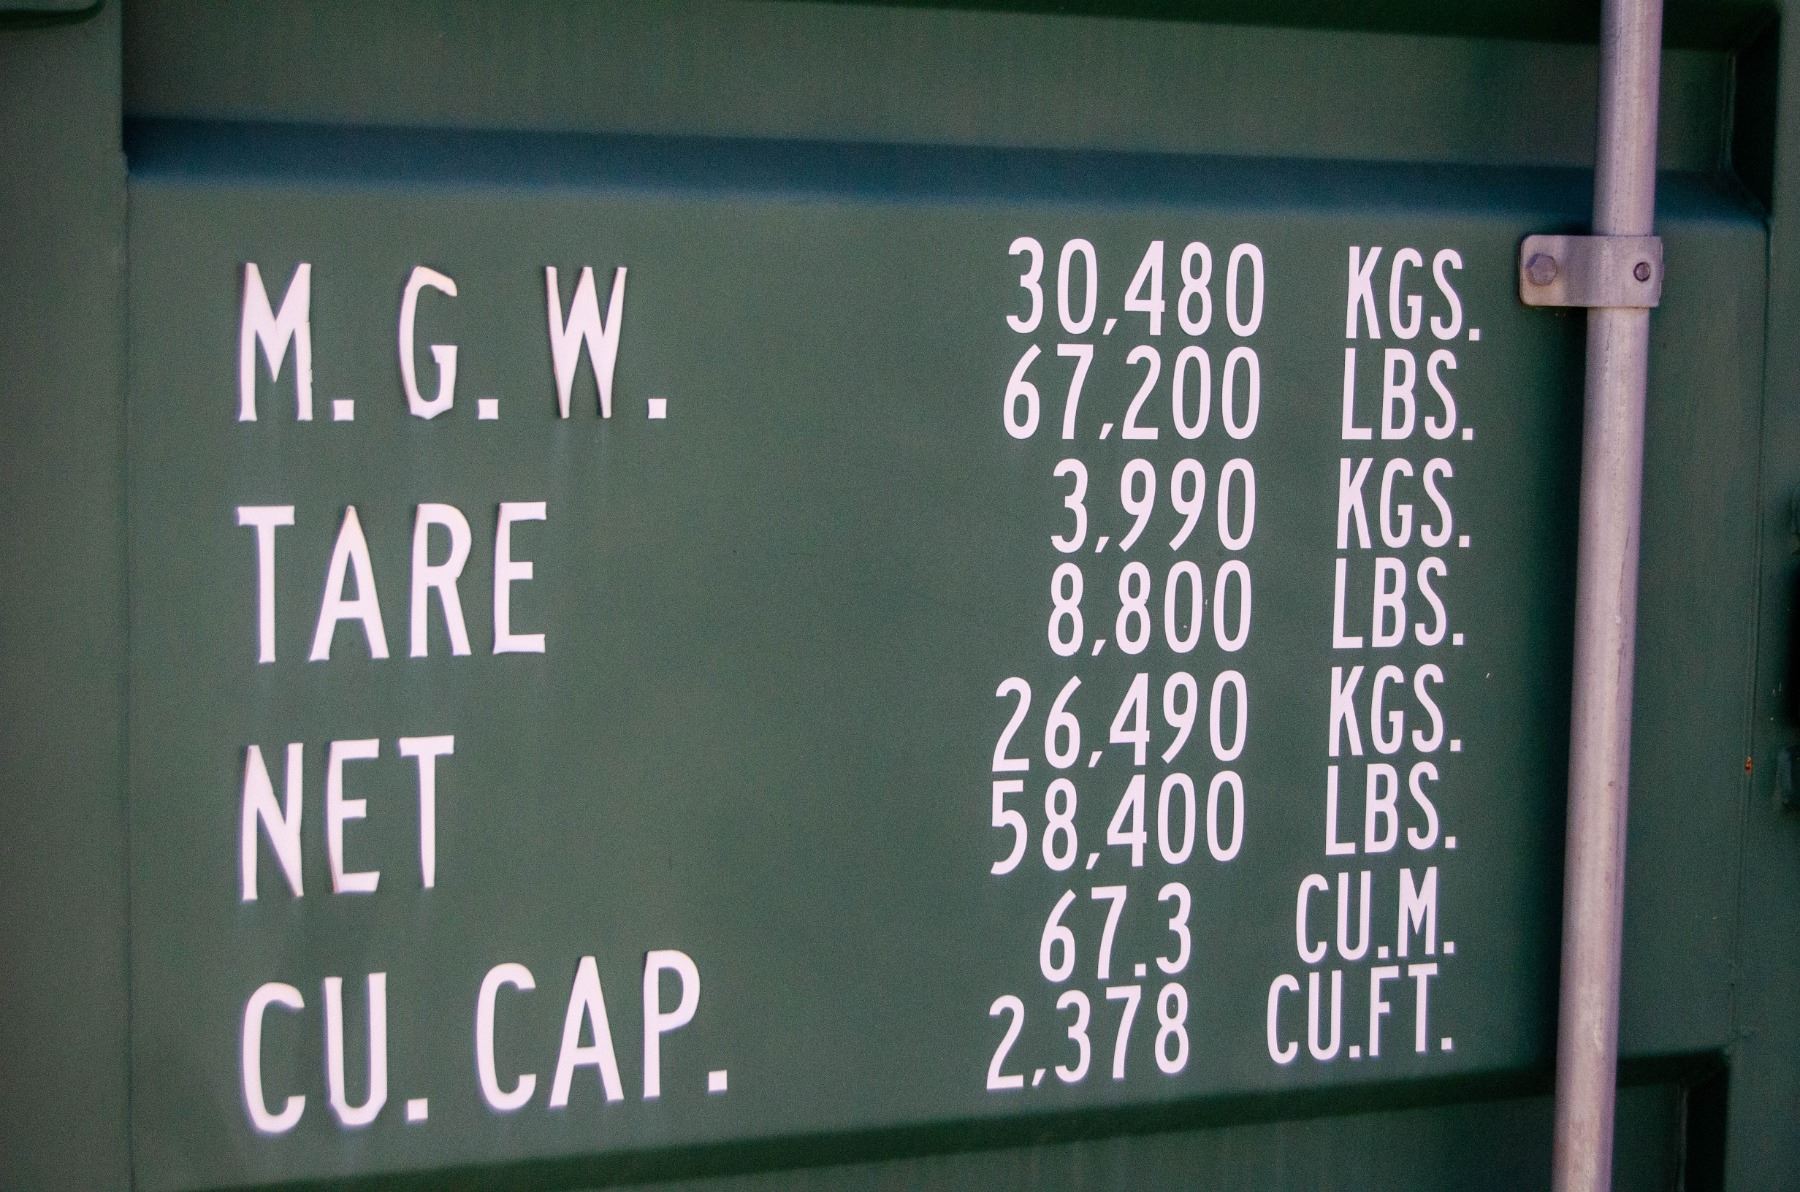 M.G.W. 30,480 KGS.
67,200 LBS.
TARE 3,990 KGS.
8,800 LBS.
NET 26,490 KGS.
58,400 LBS.
CU.CAP. 67.3 CU.M.
2,378 CU.FT.